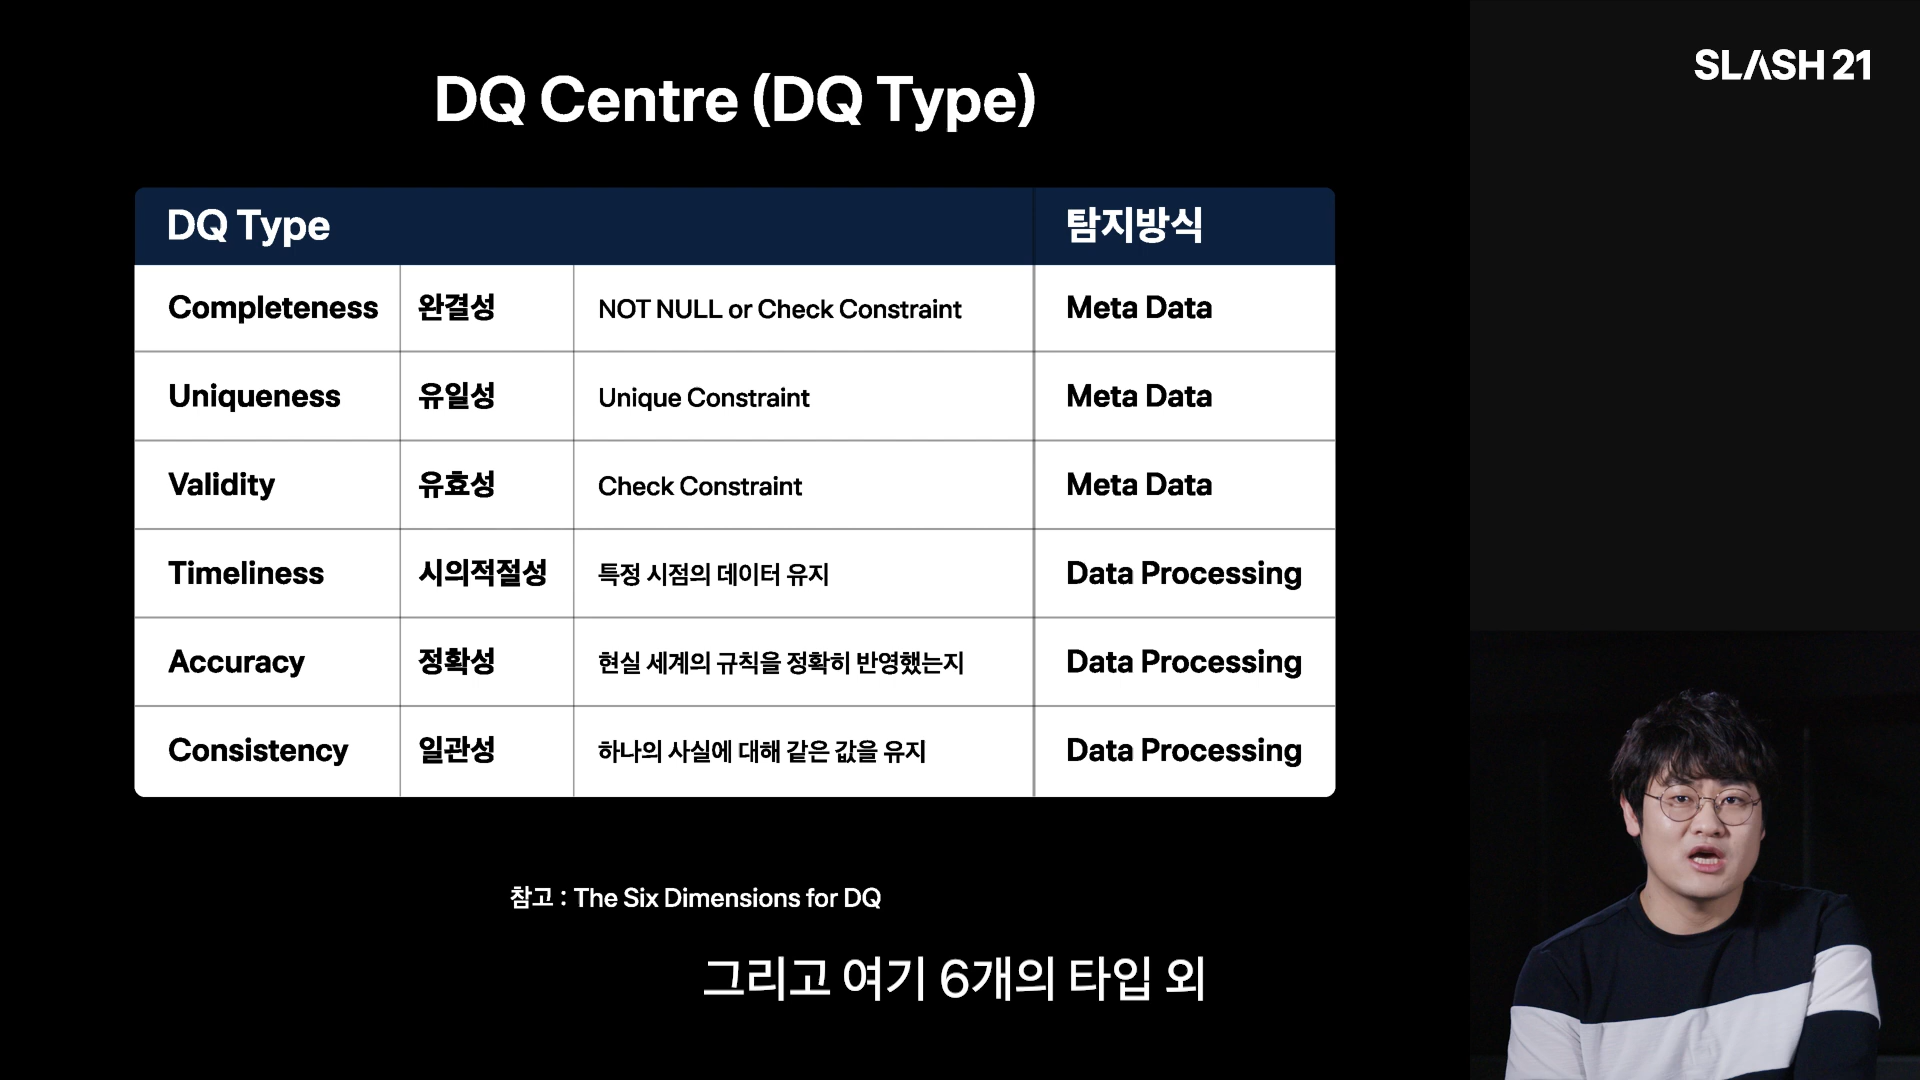 SLASH 21
DQ Centre (DQ Type)
DQ Type 탐지방식
Completeness 완결성 NOT NULL or Check Constraint Meta Data
Uniqueness 유일성 Unique Constraint Meta Data
Validity 유효성 Check Constraint Meta Data
Timeliness 시의적절성 특정 시점의 데이터 유지 Data Processing
Accuracy 정확성 현실 세계의 규칙을 정확히 반영했는지 Data Processing
Consistency 일관성 하나의 사실에 대해 같은 값을 유지 Data Processing
참고 : The Six Dimensions for DQ
그리고 여기 6개의 타입 외